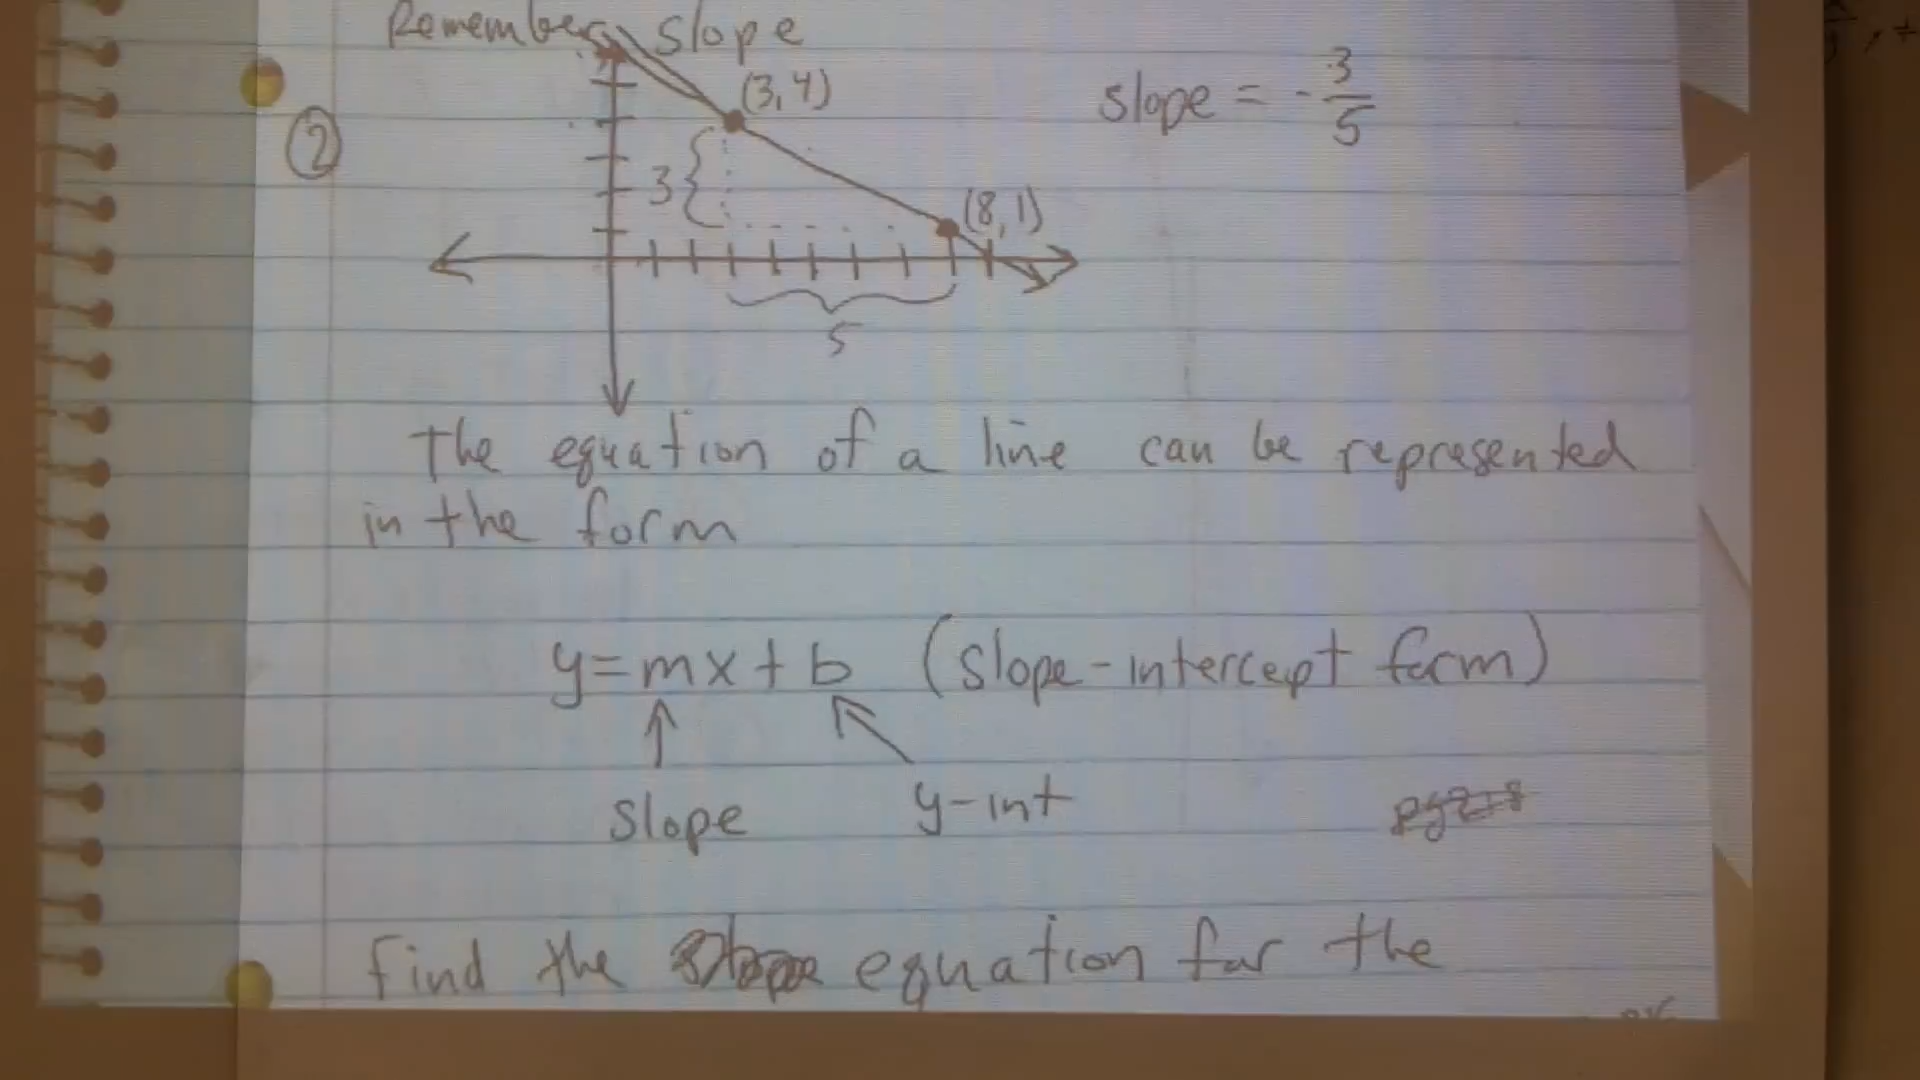 Remember slope
(3,4)
slope = - 3/5
2
3
(8,1)
5
The equation of a line can be represented
in the form
y=mx+b (slope-intercept form)
slope
y-int
Find the equation for the